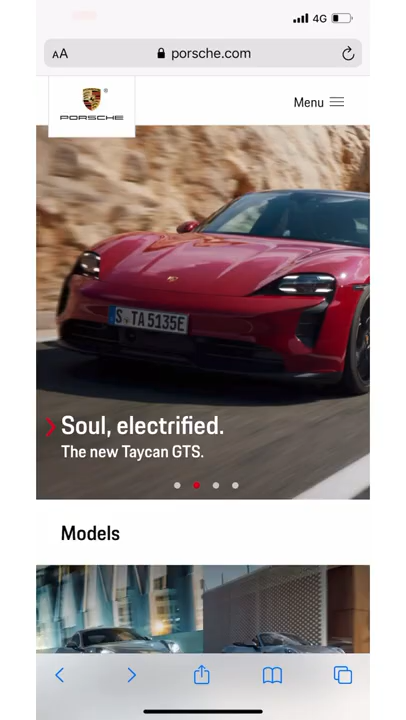 4G
AA porsche.com
PORSCHE
Menu
S TA 5135E
Soul, electrified.
The new Taycan GTS.
Models